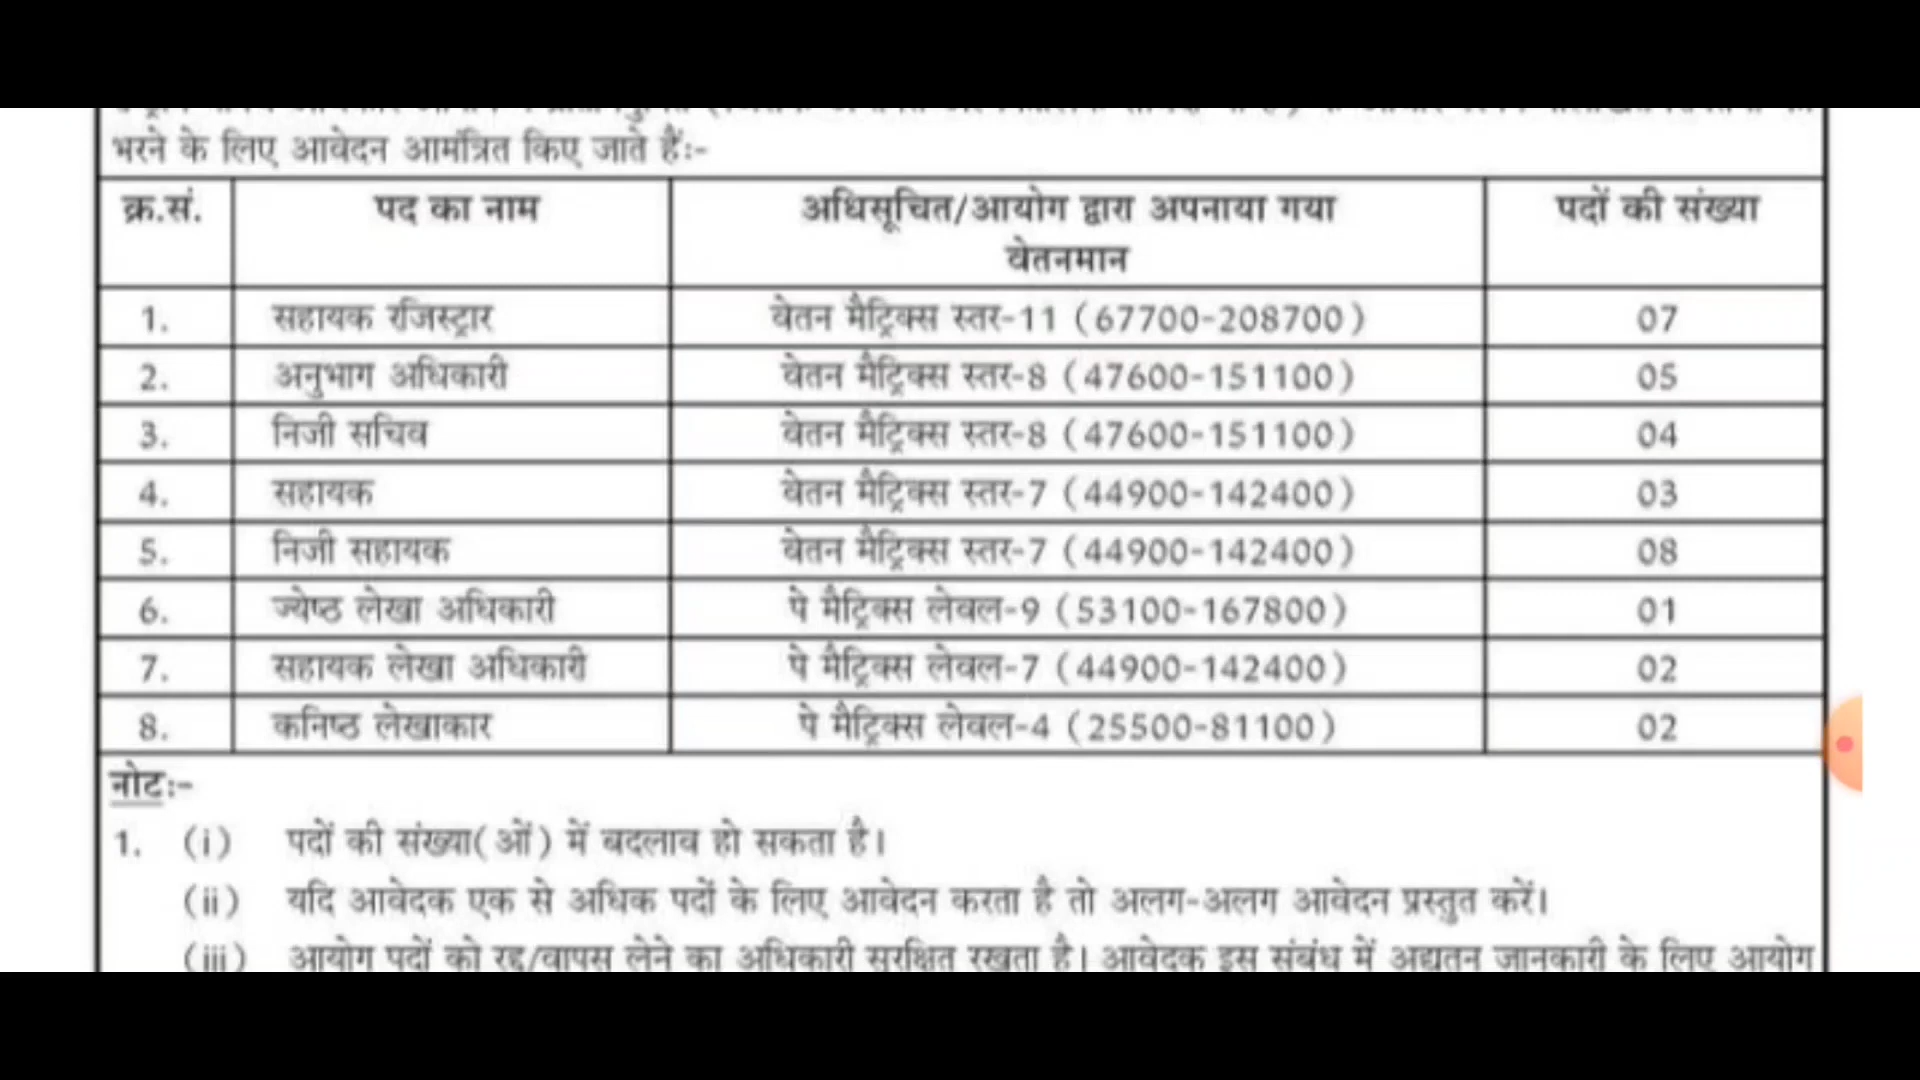 भरने के लिए आवेदन आमंत्रित किए जाते हैंः-
क्र.सं. पद का नाम अधिसूचित/आयोग द्वारा अपनाया गया वेतनमान पदों की संख्या
1. सहायक रजिस्ट्रार वेतन मैट्रिक्स स्तर-11 (67700-208700) 07
2. अनुभाग अधिकारी वेतन मैट्रिक्स स्तर-8 (47600-151100) 05
3. निजी सचिव वेतन मैट्रिक्स स्तर-8 (47600-151100) 04
4. सहायक वेतन मैट्रिक्स स्तर-7 (44900-142400) 03
5. निजी सहायक वेतन मैट्रिक्स स्तर-7 (44900-142400) 08
6. ज्येष्ठ लेखा अधिकारी पे मैट्रिक्स लेवल-9 (53100-167800) 01
7. सहायक लेखा अधिकारी पे मैट्रिक्स लेवल-7 (44900-142400) 02
8. कनिष्ठ लेखाकार पे मैट्रिक्स लेवल-4 (25500-81100) 02
नोटः-
1. (i) पदों की संख्या(ओं) में बदलाव हो सकता है।
(ii) यदि आवेदक एक से अधिक पदों के लिए आवेदन करता है तो अलग-अलग आवेदन प्रस्तुत करें।
(iii) आयोग पदों को रद्द/वापस लेने का अधिकारी सुरक्षित रखता है। आवेदक इस संबंध में अद्यतन जानकारी के लिए आयोग